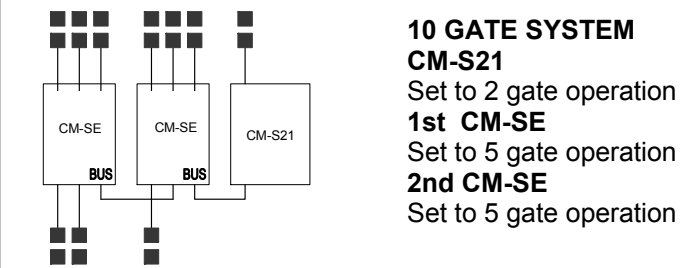 CM-SE
BUS
CM-SE
BUS
CM-S21
10 GATE SYSTEM
CM-S21
Set to 2 gate operation
1st CM-SE
Set to 5 gate operation
2nd CM-SE
Set to 5 gate operation